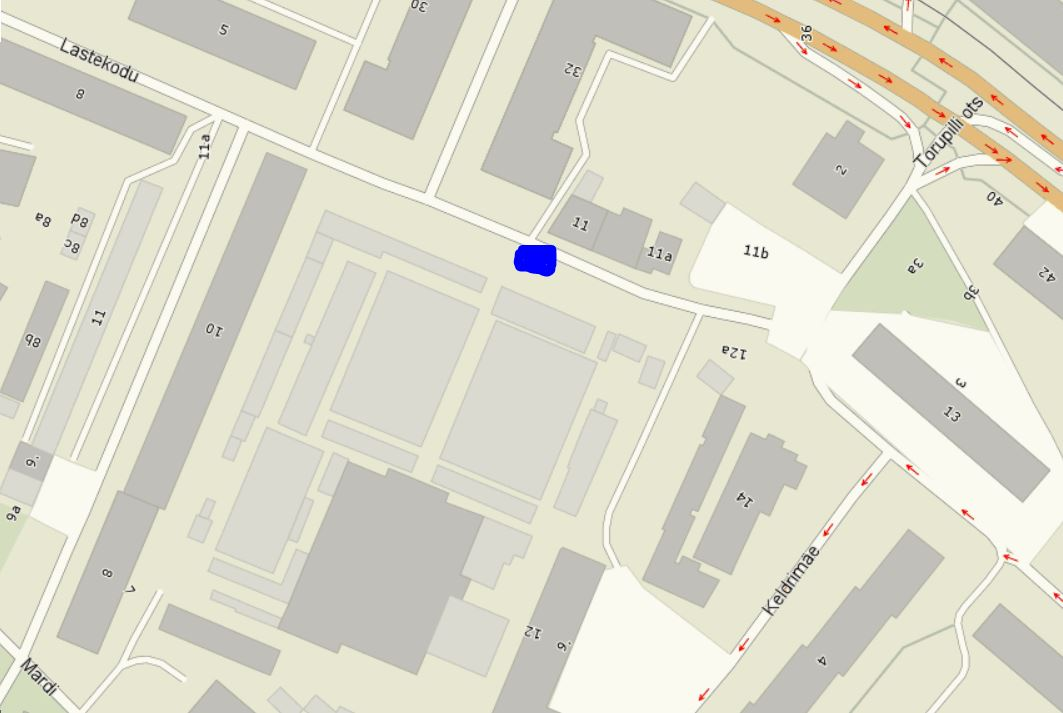 5
30
36
Lastekodu
32
8
Torupilli ots
11a
2
40
8a
8d
11
8c
11a
11b
3a
42
3b
11
10
8b
12a
3
13
9.
14
9a
8
7
Keldrimäe
12
9.
4
Mardi